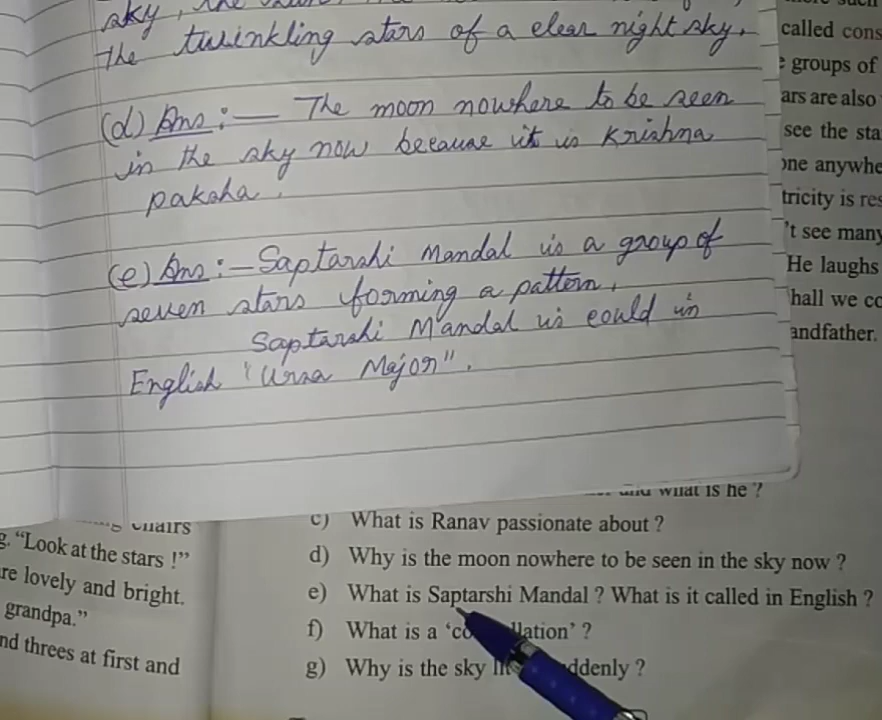 sky, the
the twinkling stars of a clear night sky.
(d) Ans :— The moon nowhere to be seen
in the sky now because it is Krishna
paksha.
(e) Ans :— Saptarshi Mandal is a group of
seven stars forming a pattern.
Saptarshi Mandal is could in
English "Ursa Major".
called cons
groups of
ars are also
see the sta
one anywhe
tricity is res
't see many
He laughs
hall we co
andfather.
what is he ?
c) What is Ranav passionate about ?
d) Why is the moon nowhere to be seen in the sky now ?
e) What is Saptarshi Mandal ? What is it called in English ?
f) What is a 'co llation' ?
g) Why is the sky uddenly ?
chairs
g. "Look at the stars !"
re lovely and bright.
grandpa."
nd threes at first and